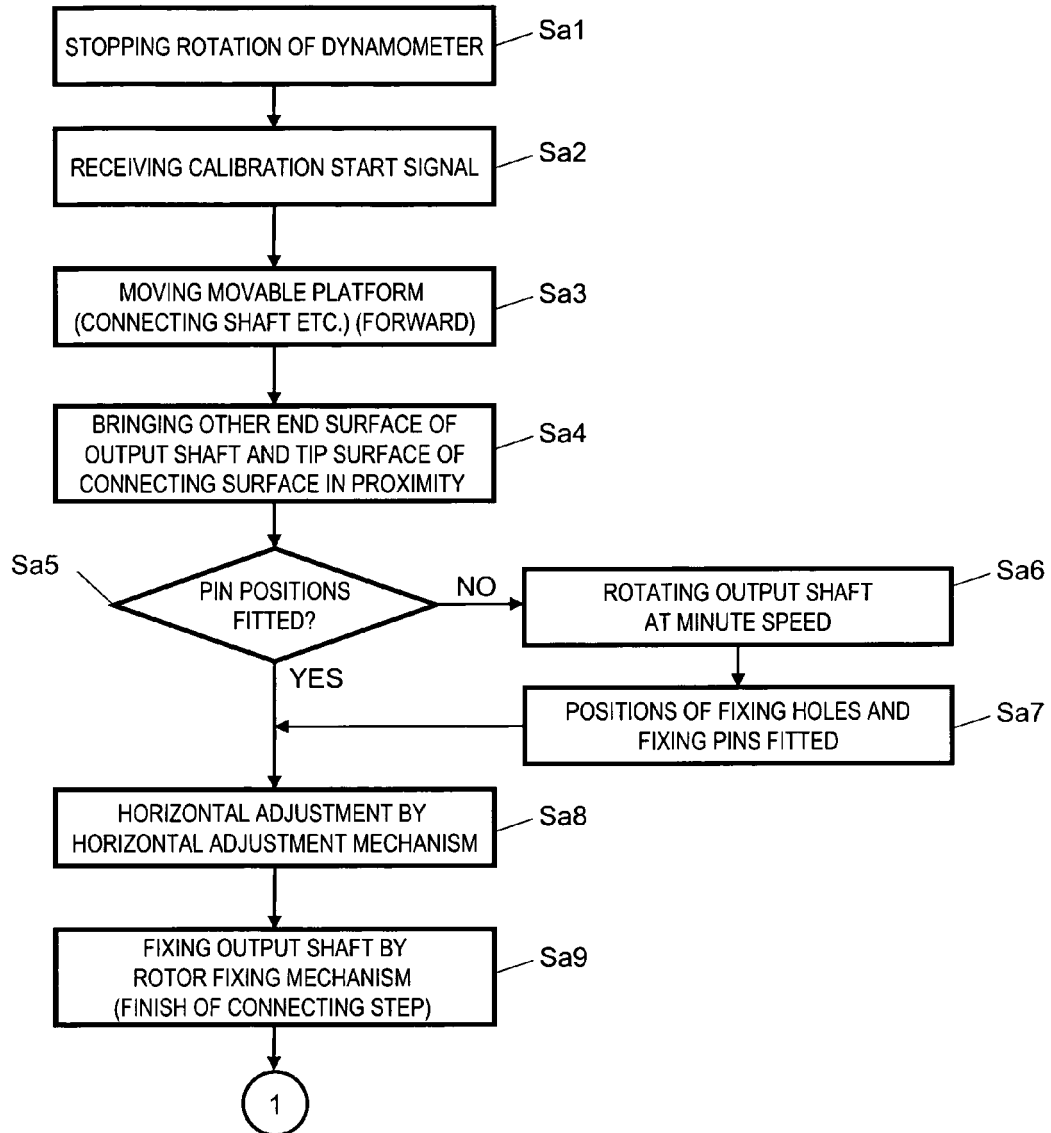 STOPPING ROTATION OF DYNAMOMETER
Sa1
RECEIVING CALIBRATION START SIGNAL
Sa2
MOVING MOVABLE PLATFORM
(CONNECTING SHAFT ETC.) (FORWARD)
Sa3
BRINGING OTHER END SURFACE OF
OUTPUT SHAFT AND TIP SURFACE OF
CONNECTING SURFACE IN PROXIMITY
Sa4
Sa5
PIN POSITIONS
FITTED?
NO
YES
ROTATING OUTPUT SHAFT
AT MINUTE SPEED
Sa6
POSITIONS OF FIXING HOLES AND
FIXING PINS FITTED
Sa7
HORIZONTAL ADJUSTMENT BY
HORIZONTAL ADJUSTMENT MECHANISM
Sa8
FIXING OUTPUT SHAFT BY
ROTOR FIXING MECHANISM
(FINISH OF CONNECTING STEP)
Sa9
1